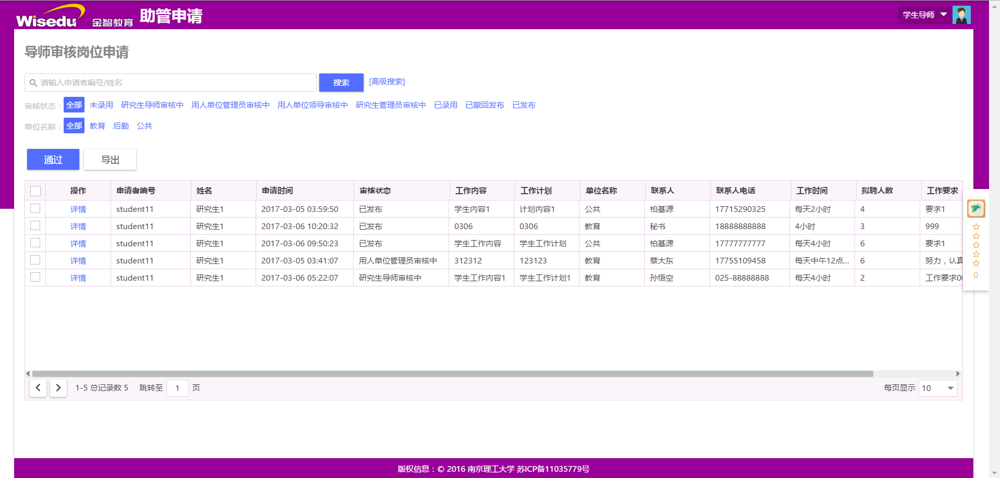 Wisedu 金智教育 助管申请 学生导师
导师审核岗位申请
请输入申请者编号/姓名 搜索 [高级搜索]
审核状态： 全部 未录用 研究生导师审核中 用人单位管理员审核中 用人单位领导审核中 研究生管理员审核中 已录用 已撤回发布 已发布
单位名称： 全部 教育 后勤 公共
通过 导出
操作 申请者编号 姓名 申请时间 审核状态 工作内容 工作计划 单位名称 联系人 联系人电话 工作时间 拟聘人数 工作要求
详情 student11 研究生1 2017-03-05 03:59:50 已发布 学生内容1 计划内容1 公共 柏基源 17715290325 每天2小时 4 要求1
详情 student11 研究生1 2017-03-06 10:20:32 已发布 0306 0306 教育 秘书 18888888888 4小时 3 999
详情 student11 研究生1 2017-03-06 09:50:23 已发布 学生工作内容 学生工作计划 公共 柏基源 17777777777 每天4小时 6 要求1
详情 student11 研究生1 2017-03-05 03:41:07 用人单位管理员审核中 312312 123123 教育 蔡大东 17755109458 每天中午12点... 6 努力，认真
详情 student11 研究生1 2017-03-06 05:22:07 研究生导师审核中 学生工作内容1 学生工作计划1 教育 孙悟空 025-88888888 每天4小时 2 工作要求0
0
1-5 总记录数 5 跳转至 1 页 每页显示 10
版权信息：© 2016 南京理工大学 苏ICP备11035779号